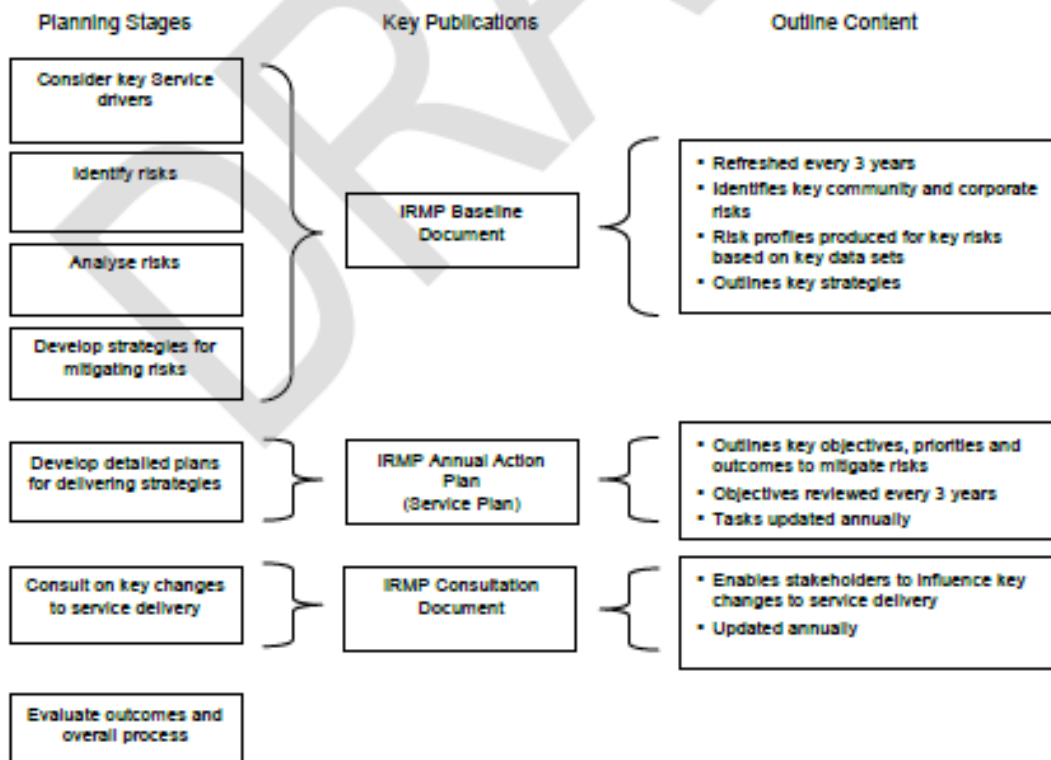 Planning Stages
Key Publications
Outline Content
Consider key Service
drivers
Identify risks
Analyse risks
Develop strategies for
mitigating risks
IRMP Baseline
Document
▪ Refreshed every 3 years
▪ Identifies key community and corporate
risks
▪ Risk profiles produced for key risks
based on key data sets
▪ Outlines key strategies
Develop detailed plans
for delivering strategies
IRMP Annual Action
Plan
(Service Plan)
▪ Outlines key objectives, priorities and
outcomes to mitigate risks
▪ Objectives reviewed every 3 years
▪ Tasks updated annually
Consult on key changes
to service delivery
IRMP Consultation
Document
▪ Enables stakeholders to influence key
changes to service delivery
▪ Updated annually
Evaluate outcomes and
overall process
DRA